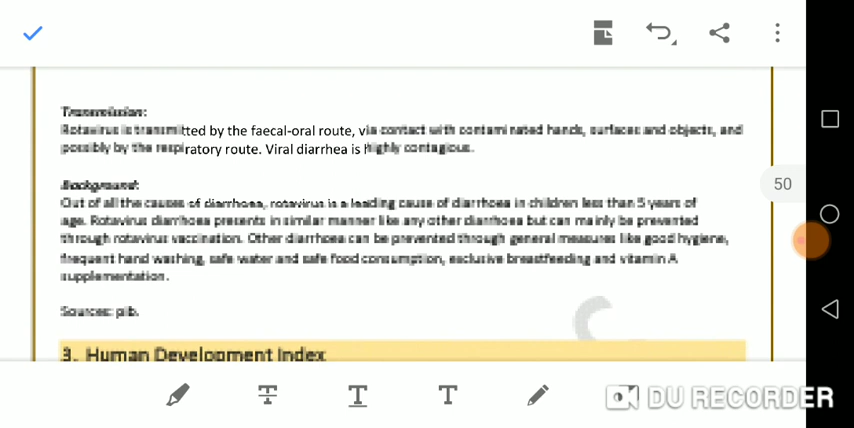 50
Transmission:
Rotavirus is transmitted by the faecal-oral route, via contact with contaminated hands, surfaces and objects, and
possibly by the respiratory route. Viral diarrhea is highly contagious.
Background:
Out of all the causes of diarrhoea, rotavirus is a leading cause of diarrhoea in children less than 5 years of
age. Rotavirus diarrhoea presents in similar manner like any other diarrhoea but can mainly be prevented
through rotavirus vaccination. Other diarrhoea can be prevented through general measures like good hygiene,
frequent hand washing, safe water and safe food consumption, exclusive breastfeeding and vitamin A
supplementation.
Sources: pib.
3. Human Development Index
T T T
DU RECORDER